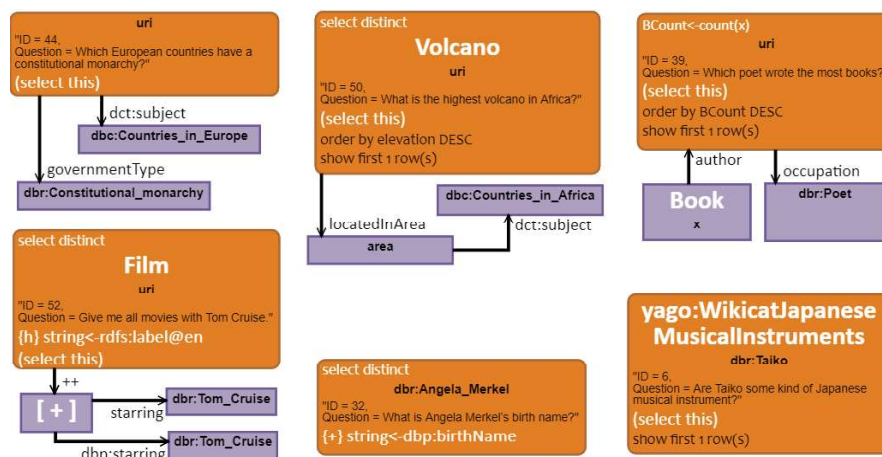 uri
"ID = 44,
Question = Which European countries have a
constitutional monarchy?"
(select this)
dct:subject
dbc:Countries_in_Europe
governmentType
dbr:Constitutional_monarchy
select distinct
Volcano
uri
"ID = 50,
Question = What is the highest volcano in Africa?"
(select this)
order by elevation DESC
show first 1 row(s)
locatedInArea
dbc:Countries_in_Africa
dct:subject
area
BCount<-count(x)
uri
"ID = 39,
Question = Which poet wrote the most books?"
(select this)
order by BCount DESC
show first 1 row(s)
author
occupation
Book
x
dbr:Poet
select distinct
Film
uri
"ID = 52,
Question = Give me all movies with Tom Cruise."
{h} string<-rdfs:label@en
(select this)
++
[ + ]
starring
dbr:Tom_Cruise
dbp:starring
dbr:Tom_Cruise
select distinct
dbr:Angela_Merkel
"ID = 32,
Question = What is Angela Merkel's birth name?"
{+} string<-dbp:birthName
yago:WikicatJapanese
MusicalInstruments
dbr:Taiko
"ID = 6,
Question = Are Taiko some kind of Japanese
musical instrument?"
(select this)
show first 1 row(s)